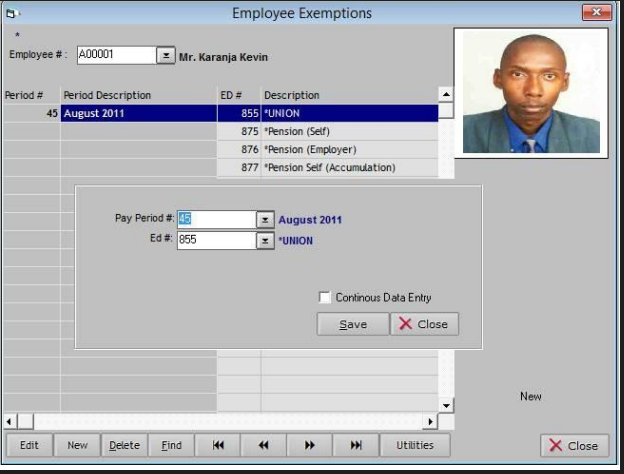 Employee Exemptions
*
Employee # : A00001 Mr. Karanja Kevin
Period # Period Description ED # Description
45 August 2011 855 *UNION
875 *Pension (Self)
876 *Pension (Employer)
877 *Pension Self (Accumulation)
Pay Period #: 45 August 2011
Ed #: 855 *UNION
Continous Data Entry
Save Close
New
Edit New Delete Find Utilities Close